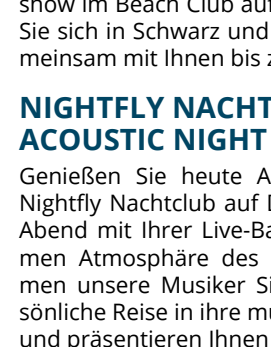 show im Beach Club auf
Sie sich in Schwarz und
meinsam mit Ihnen bis
NIGHTFLY NACHT
ACOUSTIC NIGHT
Genießen Sie heute A
Nightfly Nachtclub auf D
Abend mit Ihrer Live-Ba
men Atmosphäre des
men unsere Musiker Si
sönliche Reise in ihre mu
und präsentieren Ihnen